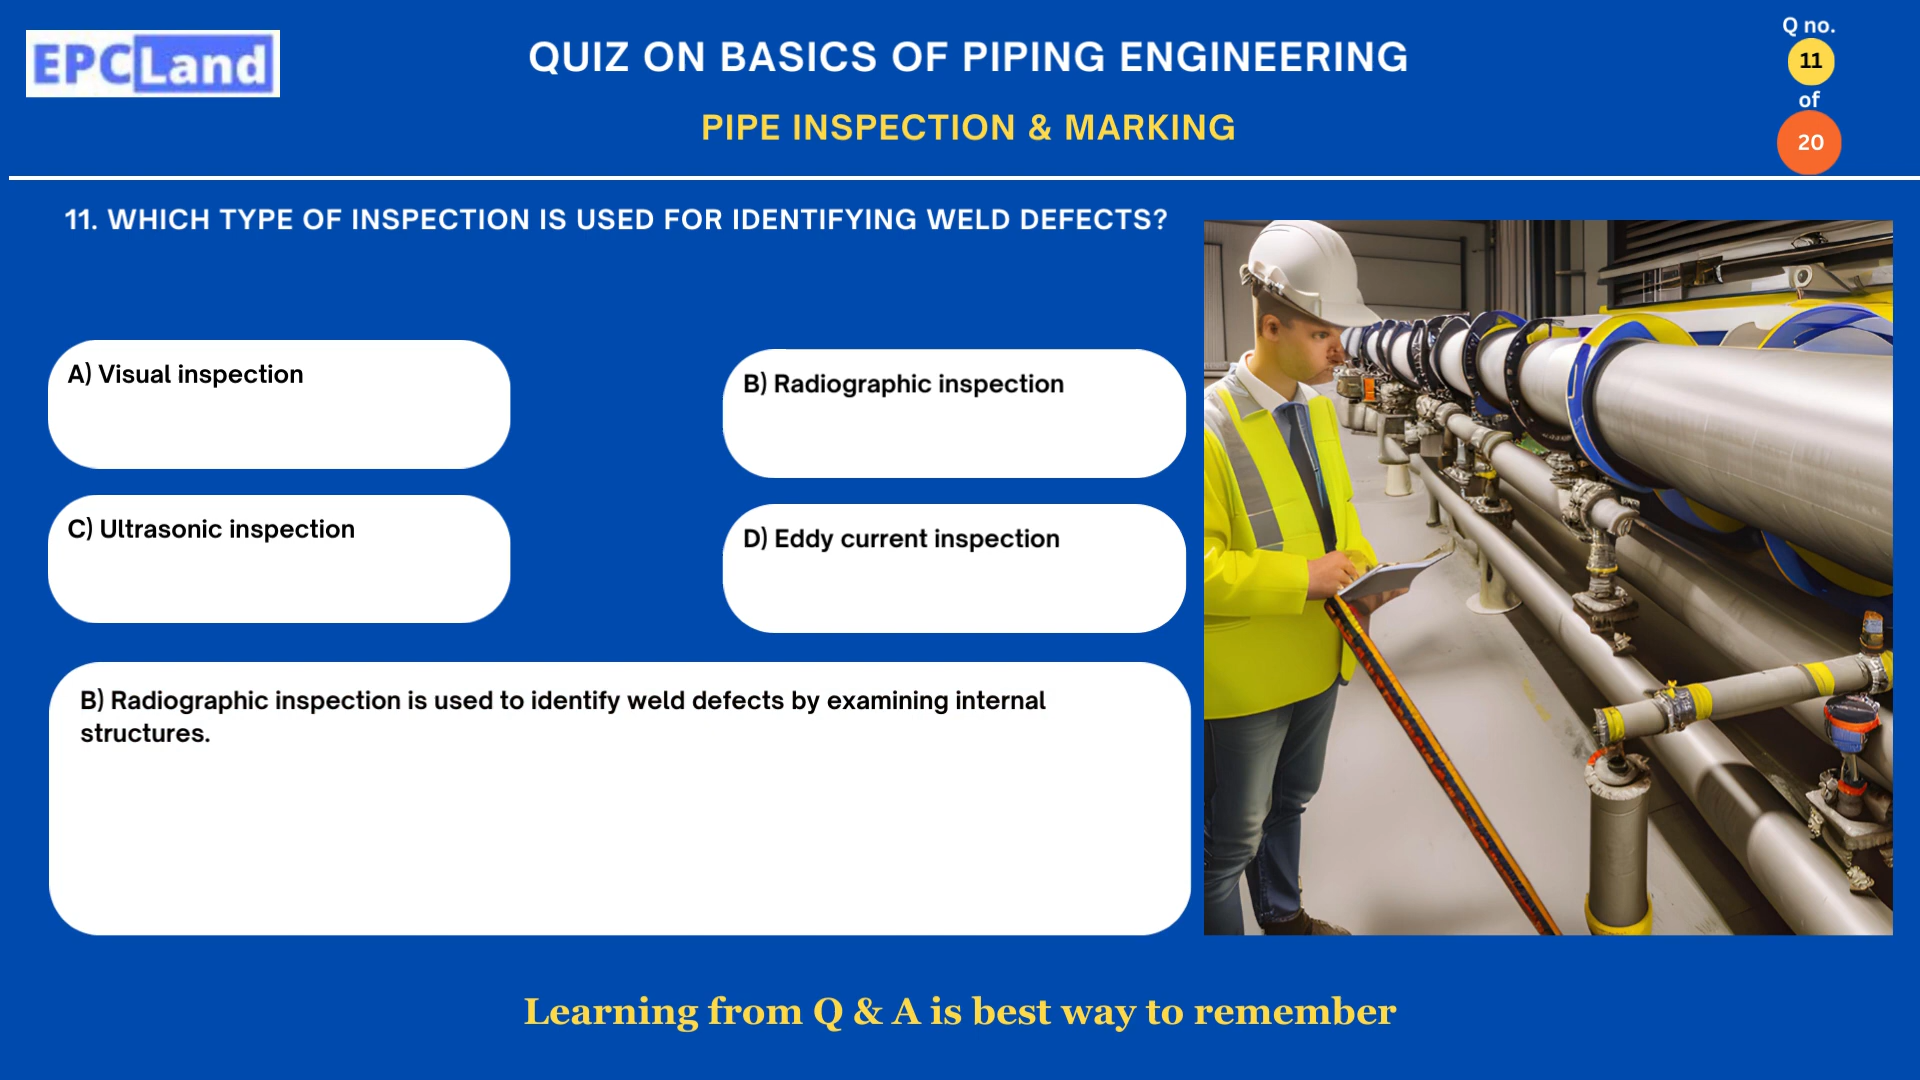 EPCLand
QUIZ ON BASICS OF PIPING ENGINEERING
PIPE INSPECTION & MARKING
Q no.
11
of
20
11. WHICH TYPE OF INSPECTION IS USED FOR IDENTIFYING WELD DEFECTS?
A) Visual inspection
B) Radiographic inspection
C) Ultrasonic inspection
D) Eddy current inspection
B) Radiographic inspection is used to identify weld defects by examining internal
structures.
Learning from Q & A is best way to remember